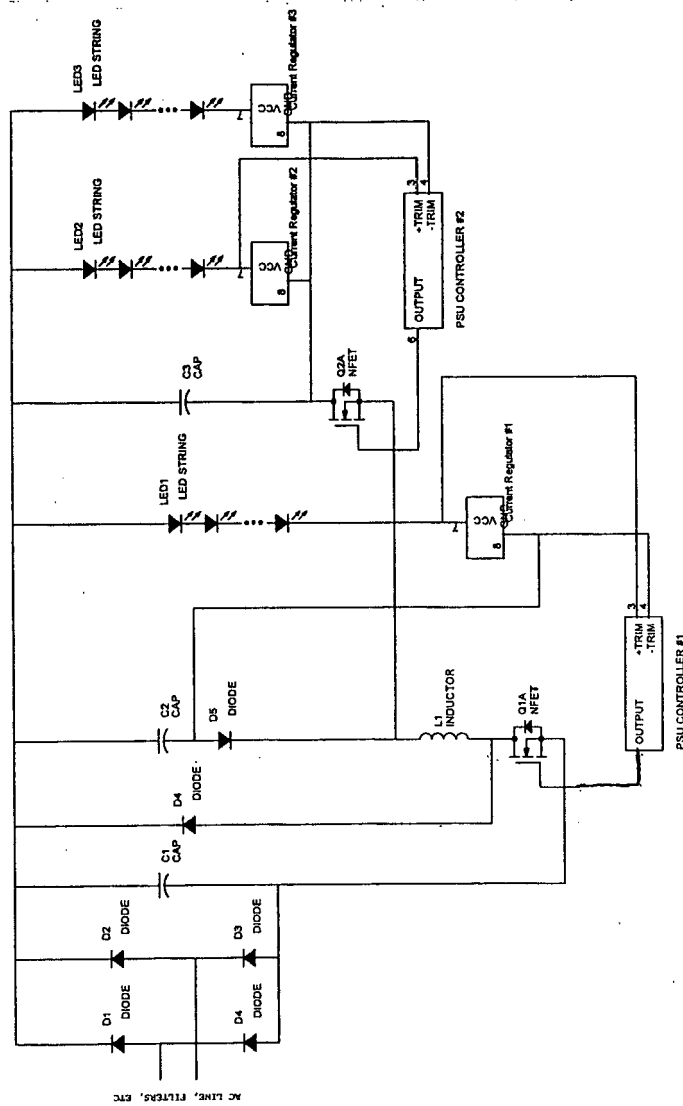 LED3
LED STRING
7
VCC
GND
8
Current Regulator #3
LED2
LED STRING
7
VCC
GND
8
Current Regulator #2
3
4
+TRIM
-TRIM
OUTPUT
6
PSU CONTROLLER #2
C3
CAP
Q2A
NFET
LED1
LED STRING
7
VCC
GND
8
Current Regulator #1
3
4
+TRIM
-TRIM
OUTPUT
PSU CONTROLLER #1
C2
CAP
D5
DIODE
L1
INDUCTOR
Q1A
NFET
D4
DIODE
C1
CAP
D2
DIODE
D3
DIODE
D1
DIODE
D4
DIODE
AC LINE, FILTERS, ETC